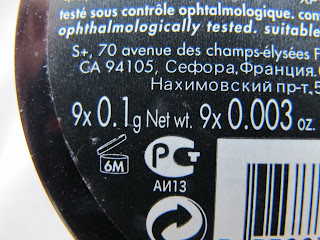 testé sous contrôle ophtalmologique. con
ophthalmologically tested. suitable
S+, 70 avenue des champs-élysées
CA 94105, Сефора,Франция.
Нахимовский пр-т.5
9x 0.1g Net wt. 9x 0.003 oz.
6M
АИ13